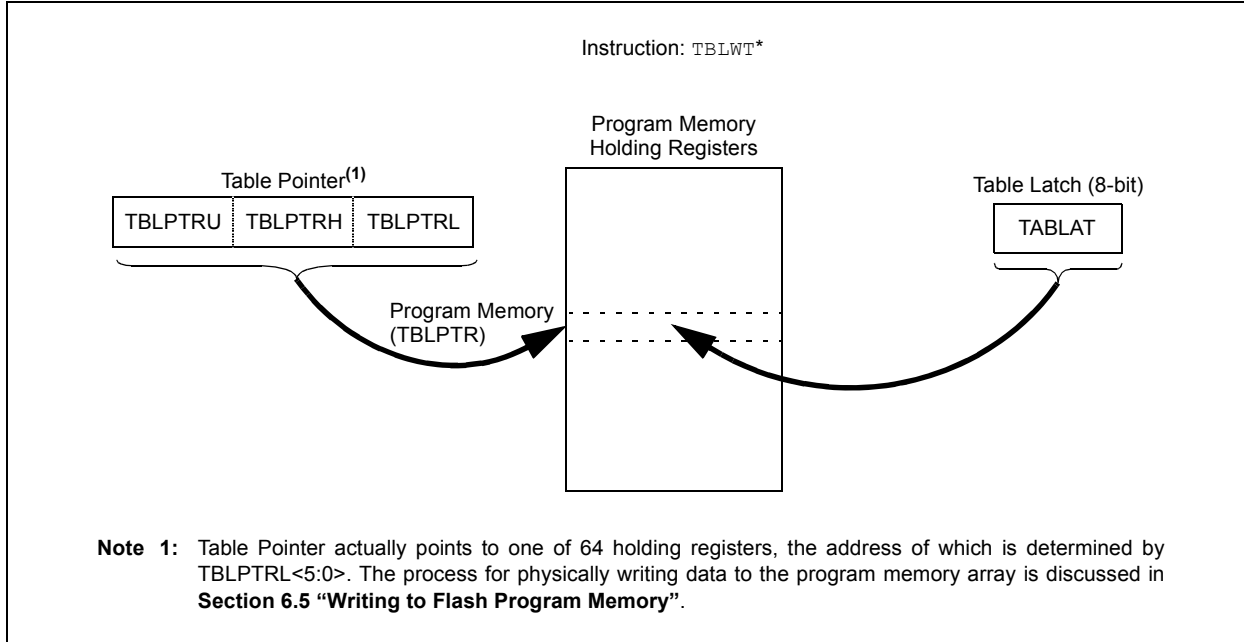 Instruction: TBLWT*
Program Memory
Holding Registers
Table Pointer(1)
Table Latch (8-bit)
TBLPTRU TBLPTRH TBLPTRL
TABLAT
Program Memory
(TBLPTR)
Note 1: Table Pointer actually points to one of 64 holding registers, the address of which is determined by
TBLPTRL<5:0>. The process for physically writing data to the program memory array is discussed in
Section 6.5 “Writing to Flash Program Memory”.